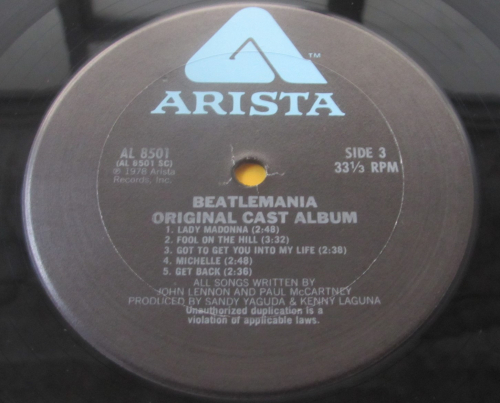 ™
ARISTA
AL 8501
(AL 8501 SC)
℗ 1978 Arista
Records, Inc.
SIDE 3
33⅓ RPM
BEATLEMANIA
ORIGINAL CAST ALBUM
1. LADY MADONNA (2:48)
2. FOOL ON THE HILL (3:32)
3. GOT TO GET YOU INTO MY LIFE (2:38)
4. MICHELLE (2:48)
5. GET BACK (2:36)
ALL SONGS WRITTEN BY
JOHN LENNON AND PAUL McCARTNEY
PRODUCED BY SANDY YAGUDA & KENNY LAGUNA
Unauthorized duplication is a
violation of applicable laws.